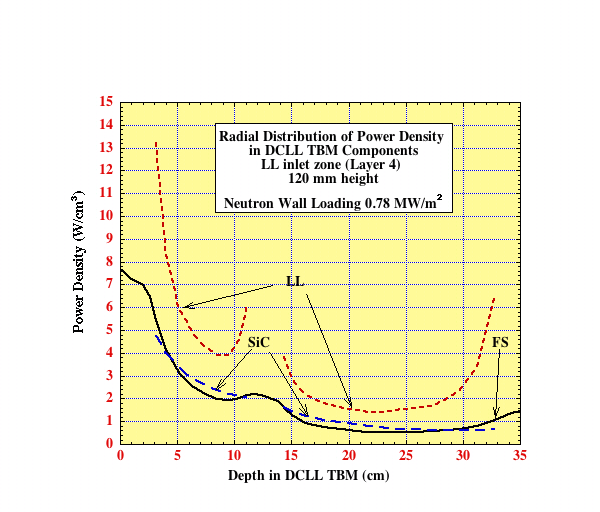 Radial Distribution of Power Density
in DCLL TBM Components
LL inlet zone (Layer 4)
120 mm height
Neutron Wall Loading 0.78 MW/m²
Power Density (W/cm³)
15
14
13
12
11
10
9
8
7
6
5
4
3
2
1
0
LL
SiC
FS
0 5 10 15 20 25 30 35
Depth in DCLL TBM (cm)